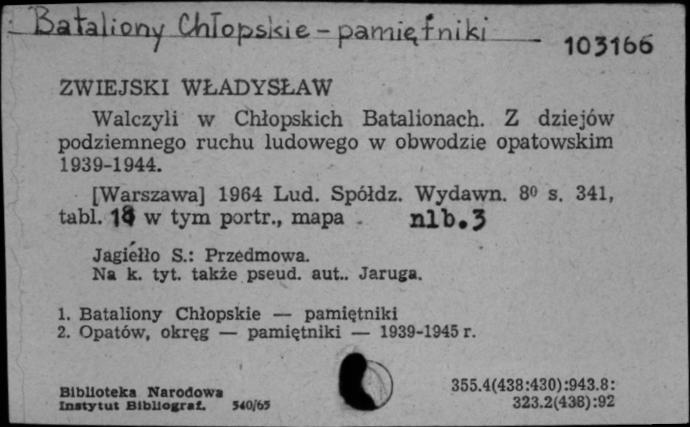 Bataliony Chłopskie - pamiętniki
103166
ZWIEJSKI WŁADYSŁAW
Walczyli w Chłopskich Batalionach. Z dziejów
podziemnego ruchu ludowego w obwodzie opatowskim
1939-1944.
[Warszawa] 1964 Lud. Spółdz. Wydawn. 8⁰ s. 341,
tabl. w tym portr., mapa . nlb.3
Jagiełło S.: Przedmowa.
Na k. tyt. także pseud. aut.. Jaruga.
1. Bataliony Chłopskie — pamiętniki
2. Opatów, okręg — pamiętniki — 1939-1945 r.
Biblioteka Narodowa
Instytut Bibliograf. 540/65
355.4(438:430):943.8:
323.2(438):92